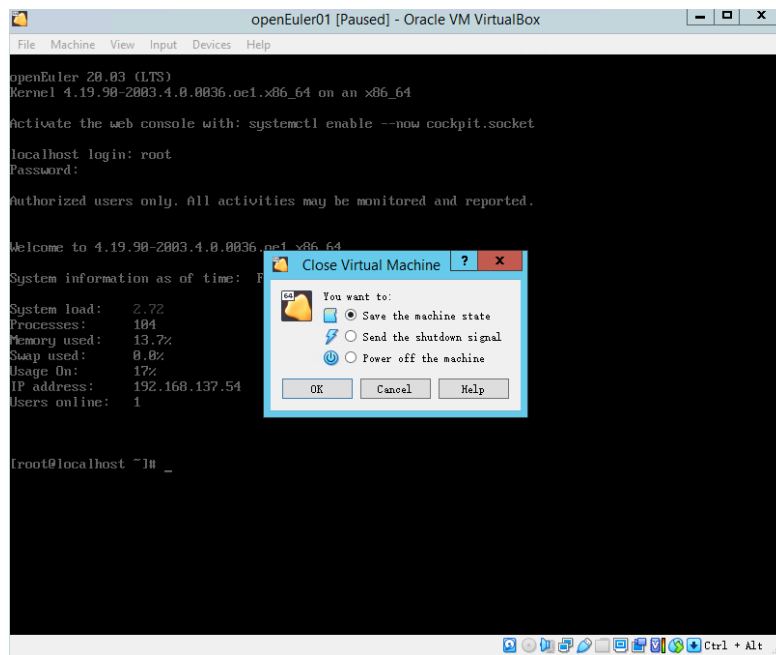 openEuler01 [Paused] - Oracle VM VirtualBox
File Machine View Input Devices Help
openEuler 20.03 (LTS)
Kernel 4.19.90-2003.4.0.0036.oe1.x86_64 on an x86_64
Activate the web console with: systemctl enable --now cockpit.socket
localhost login: root
Password:
Authorized users only. All activities may be monitored and reported.
Welcome to 4.19.90-2003.4.0.0036.oe1.x86_64
System information as of time: F
System load: 2.72
Processes: 104
Memory used: 13.7%
Swap used: 0.0%
Usage On: 17%
IP address: 192.168.137.54
Users online: 1
[root@localhost ~]# _
Close Virtual Machine ? x
64
You want to:
Save the machine state
Send the shutdown signal
Power off the machine
OK Cancel Help
Ctrl + Alt